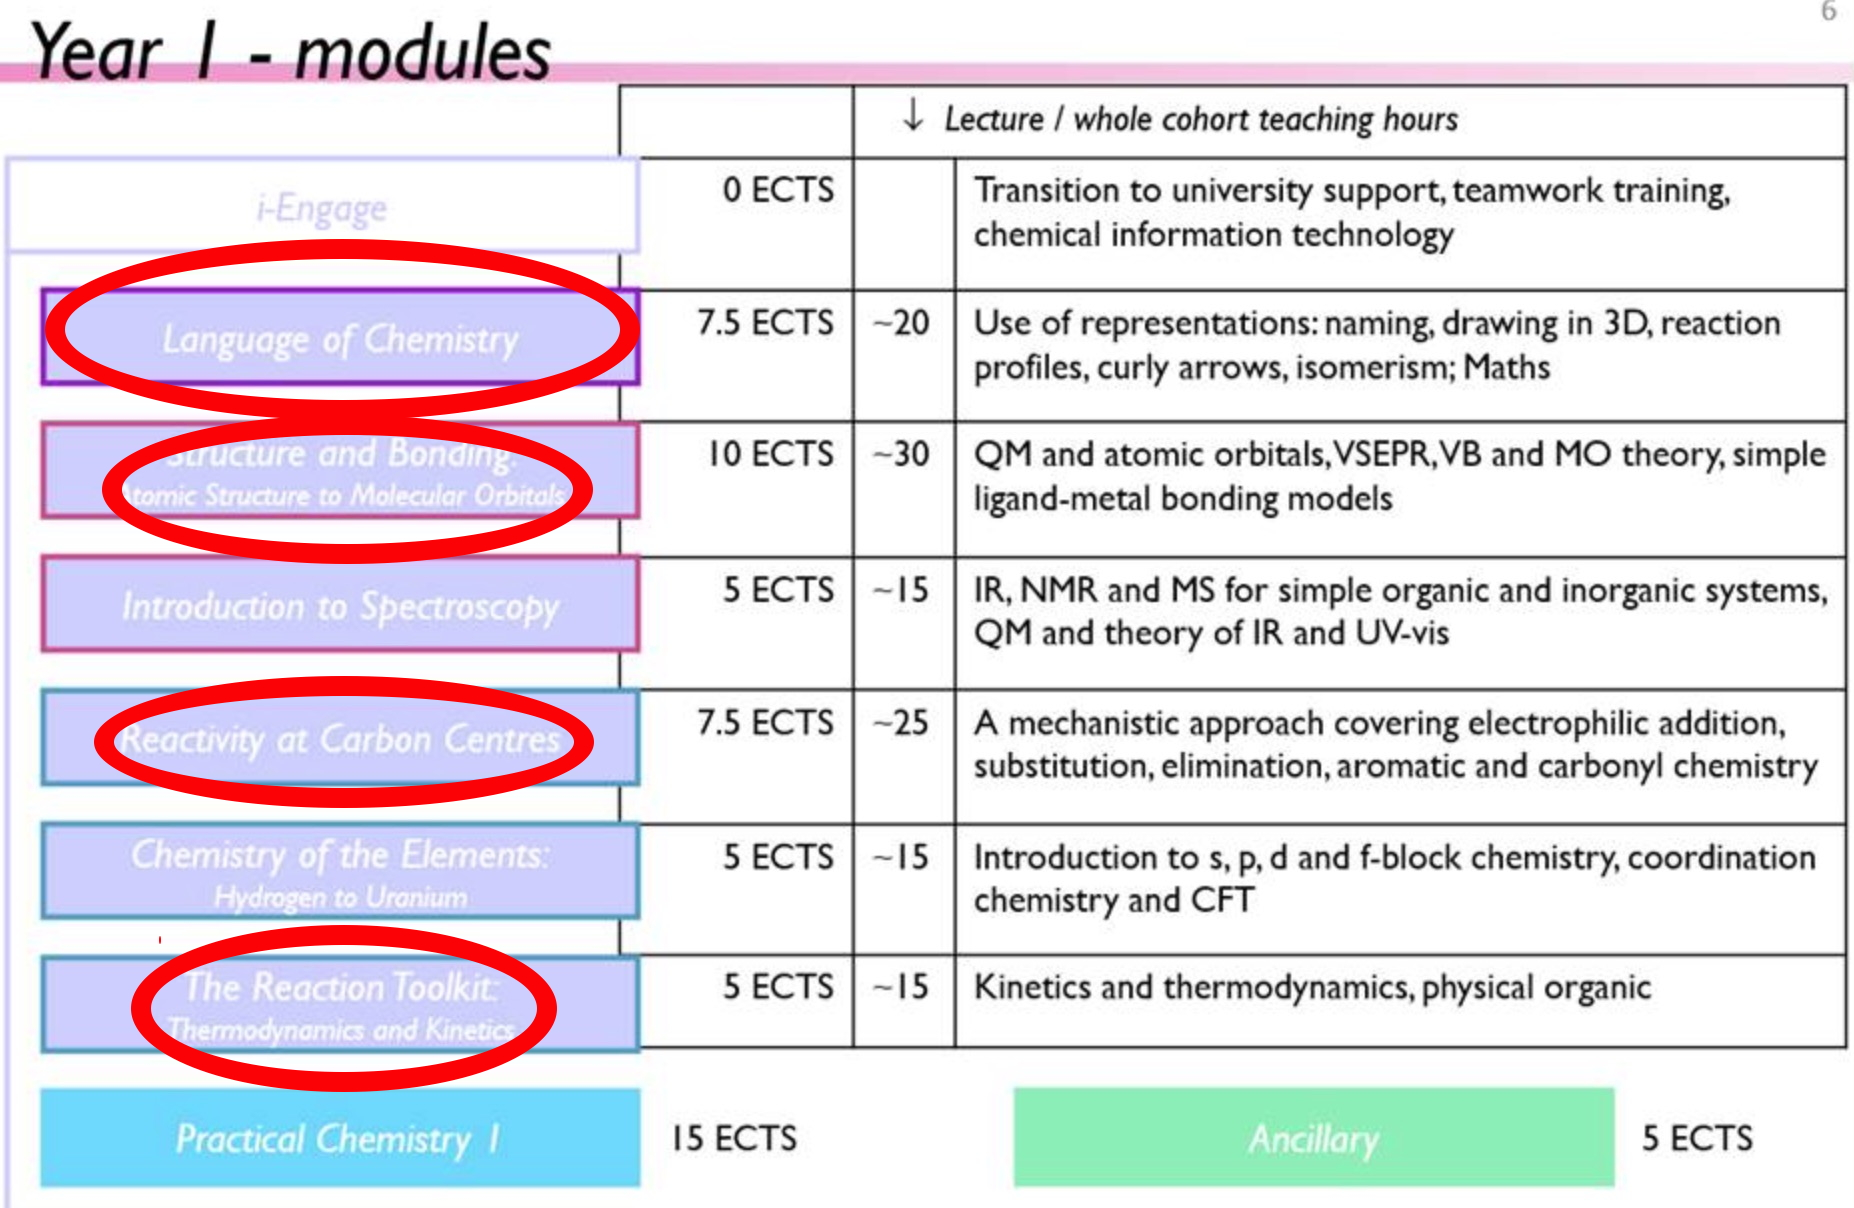 6
Year 1 - modules
↓ Lecture / whole cohort teaching hours
i-Engage
0 ECTS
Transition to university support, teamwork training,
chemical information technology
Language of Chemistry
7.5 ECTS
~20
Use of representations: naming, drawing in 3D, reaction
profiles, curly arrows, isomerism; Maths
Structure and Bonding:
Atomic Structure to Molecular Orbitals
10 ECTS
~30
QM and atomic orbitals, VSEPR, VB and MO theory, simple
ligand-metal bonding models
Introduction to Spectroscopy
5 ECTS
~15
IR, NMR and MS for simple organic and inorganic systems,
QM and theory of IR and UV-vis
Reactivity at Carbon Centres
7.5 ECTS
~25
A mechanistic approach covering electrophilic addition,
substitution, elimination, aromatic and carbonyl chemistry
Chemistry of the Elements:
Hydrogen to Uranium
5 ECTS
~15
Introduction to s, p, d and f-block chemistry, coordination
chemistry and CFT
The Reaction Toolkit:
Thermodynamics and Kinetics
5 ECTS
~15
Kinetics and thermodynamics, physical organic
Practical Chemistry 1
15 ECTS
Ancillary
5 ECTS